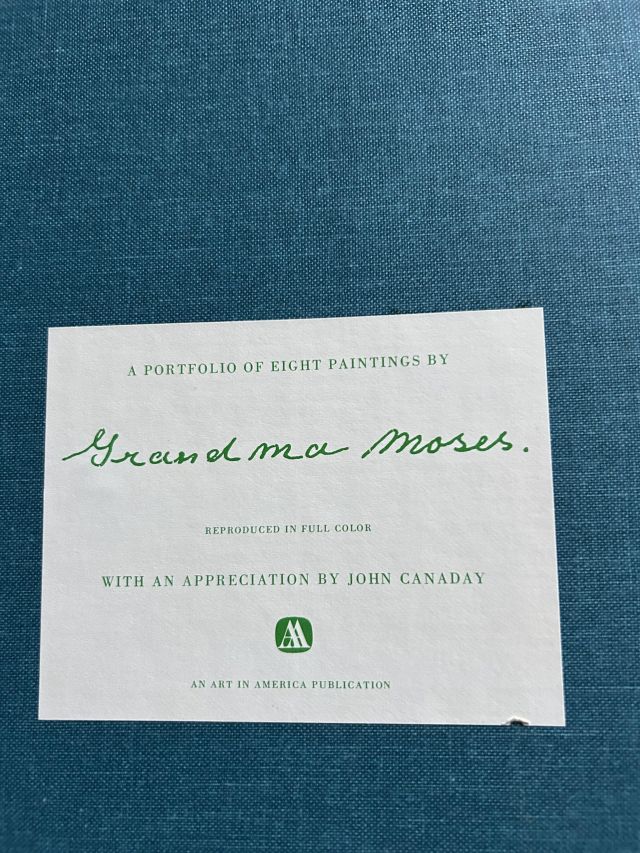 A PORTFOLIO OF EIGHT PAINTINGS BY
Grandma Moses.
REPRODUCED IN FULL COLOR
WITH AN APPRECIATION BY JOHN CANADAY
AN ART IN AMERICA PUBLICATION